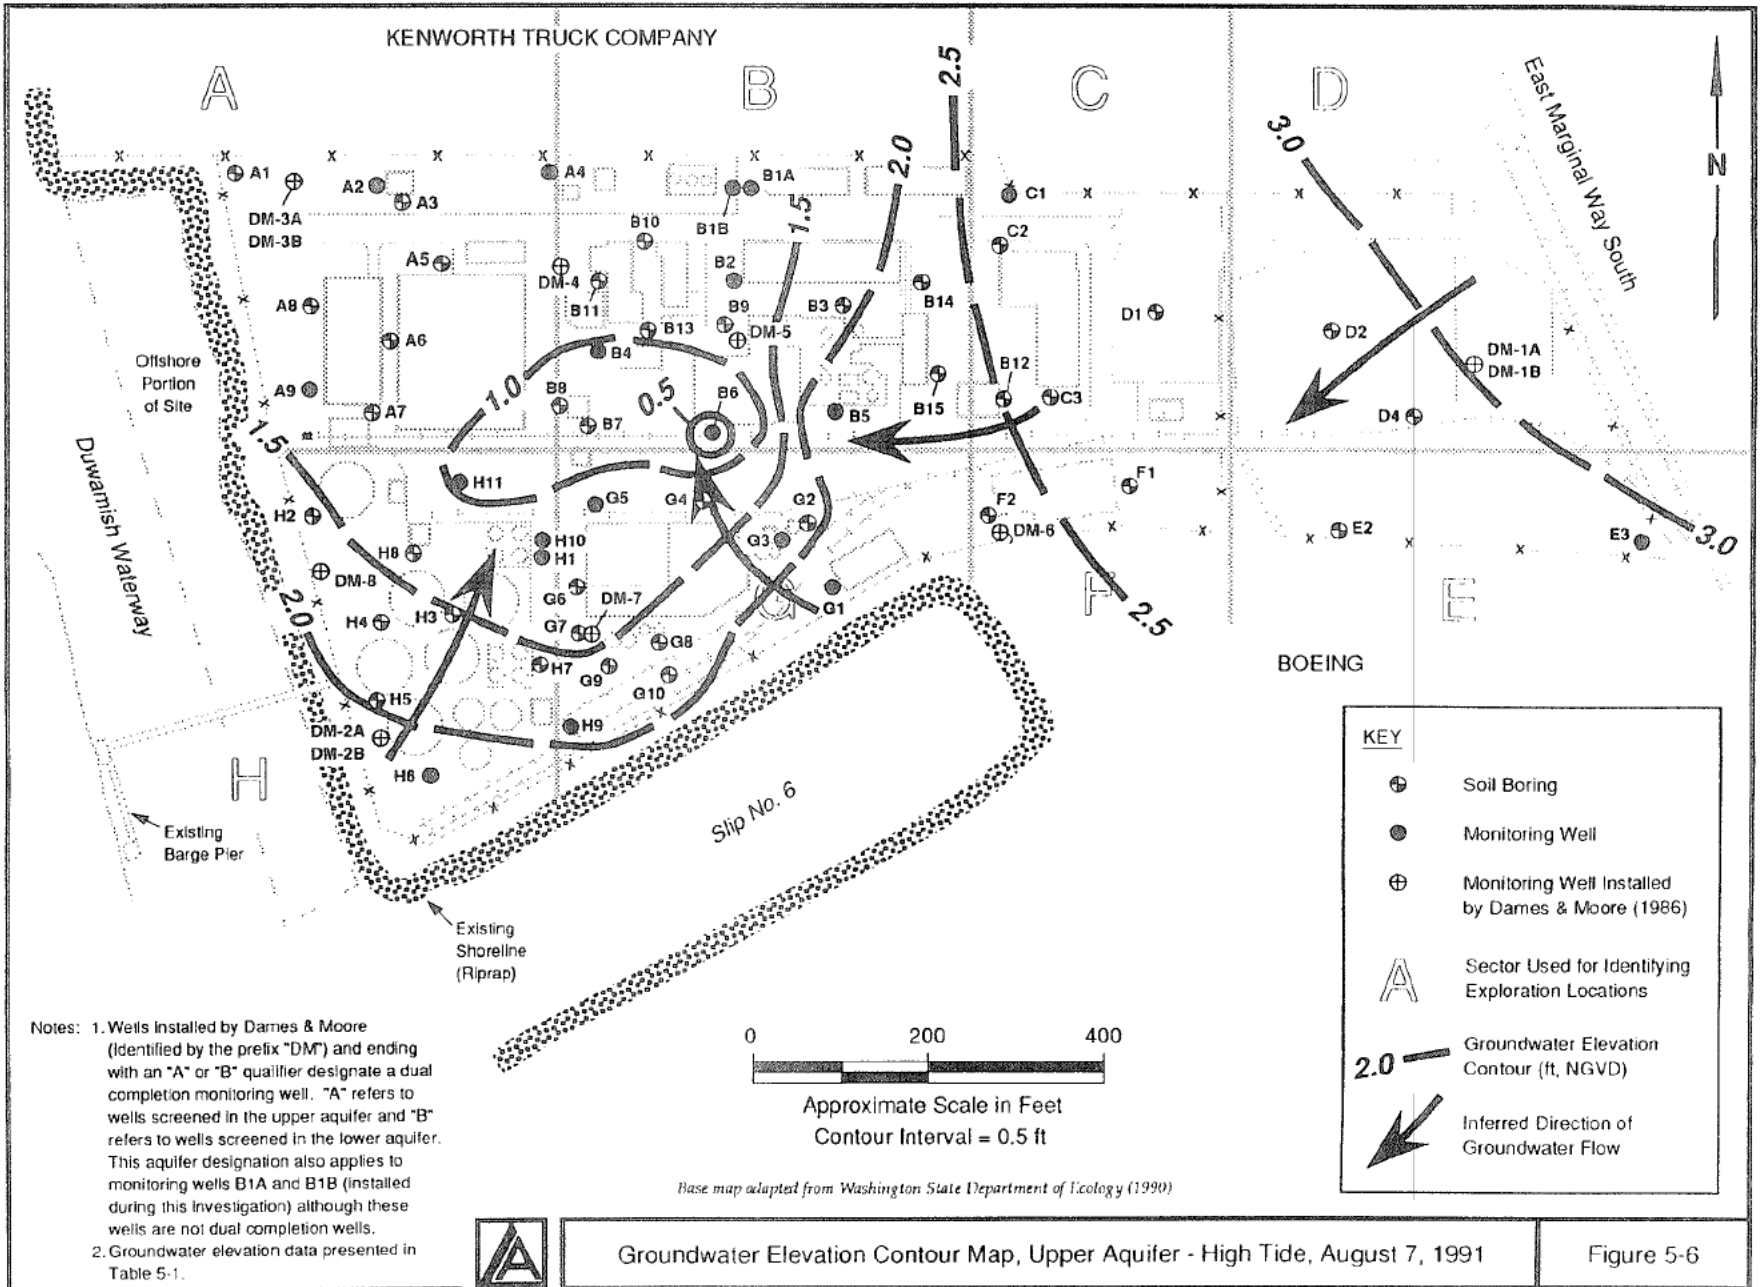 KENWORTH TRUCK COMPANY
A
B
C
D
2.5
2.0
3.0
East Marginal Way South
N
A1
A2
A3
A4
B1A
B1B
C1
DM-3A
DM-3B
1.5
B10
C2
A5
DM-4
B2
B11
B14
A8
B9
B3
D1
B13
DM-5
D2
A6
B4
DM-1A
DM-1B
Offshore
Portion
of Site
A9
1.0
0.5
B6
B12
C3
A7
B8
B7
B5
B15
D4
1.5
Duwamish Waterway
H11
G5
G4
G2
F1
H2
F2
DM-6
E2
E3
3.0
H8
H10
H1
G3
DM-8
G6
DM-7
G
G1
F
E
2.0
H4
H3
G7
G8
2.5
H7
G9
G10
BOEING
H5
DM-2A
DM-2B
H9
H
H6
Slip No. 6
Existing
Barge Pier
Existing
Shoreline
(Riprap)
KEY
Soil Boring
Monitoring Well
Monitoring Well Installed
by Dames & Moore (1986)
A
Sector Used for Identifying
Exploration Locations
2.0
Groundwater Elevation
Contour (ft, NGVD)
Inferred Direction of
Groundwater Flow
Notes: 1. Wells installed by Dames & Moore
(identified by the prefix "DM") and ending
with an "A" or "B" qualifier designate a dual
completion monitoring well. "A" refers to
wells screened in the upper aquifer and "B"
refers to wells screened in the lower aquifer.
This aquifer designation also applies to
monitoring wells B1A and B1B (installed
during this investigation) although these
wells are not dual completion wells.
2. Groundwater elevation data presented in
Table 5-1.
0 200 400
Approximate Scale in Feet
Contour Interval = 0.5 ft
Base map adapted from Washington State Department of Ecology (1990)
Groundwater Elevation Contour Map, Upper Aquifer - High Tide, August 7, 1991
Figure 5-6